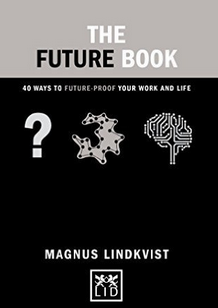 THE
FUTURE BOOK
40 WAYS TO FUTURE-PROOF YOUR WORK AND LIFE
?
MAGNUS LINDKVIST
LID